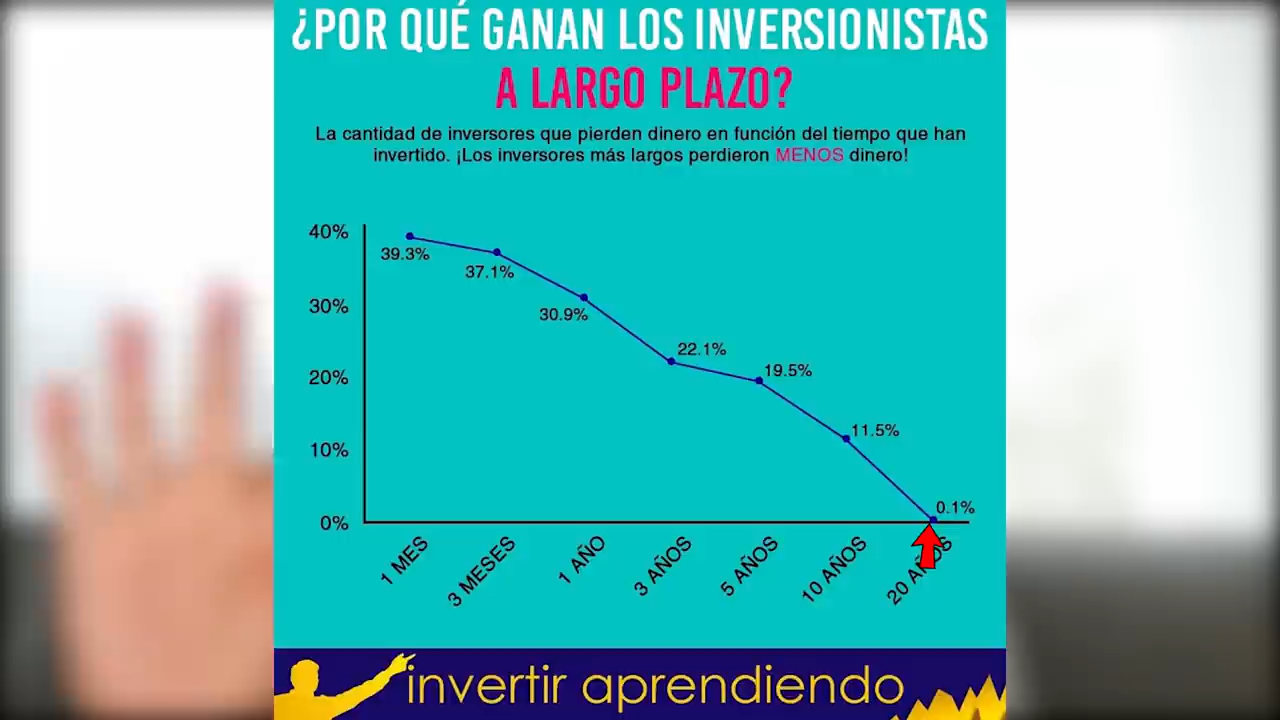 ¿POR QUÉ GANAN LOS INVERSIONISTAS
A LARGO PLAZO?
La cantidad de inversores que pierden dinero en función del tiempo que han
invertido. ¡Los inversores más largos perdieron MENOS dinero!
40%
39.3%
37.1%
30%
30.9%
22.1%
20%
19.5%
10%
11.5%
0%
0.1%
1 MES
3 MESES
1 AÑO
3 AÑOS
5 AÑOS
10 AÑOS
20 AÑOS
invertir aprendiendo